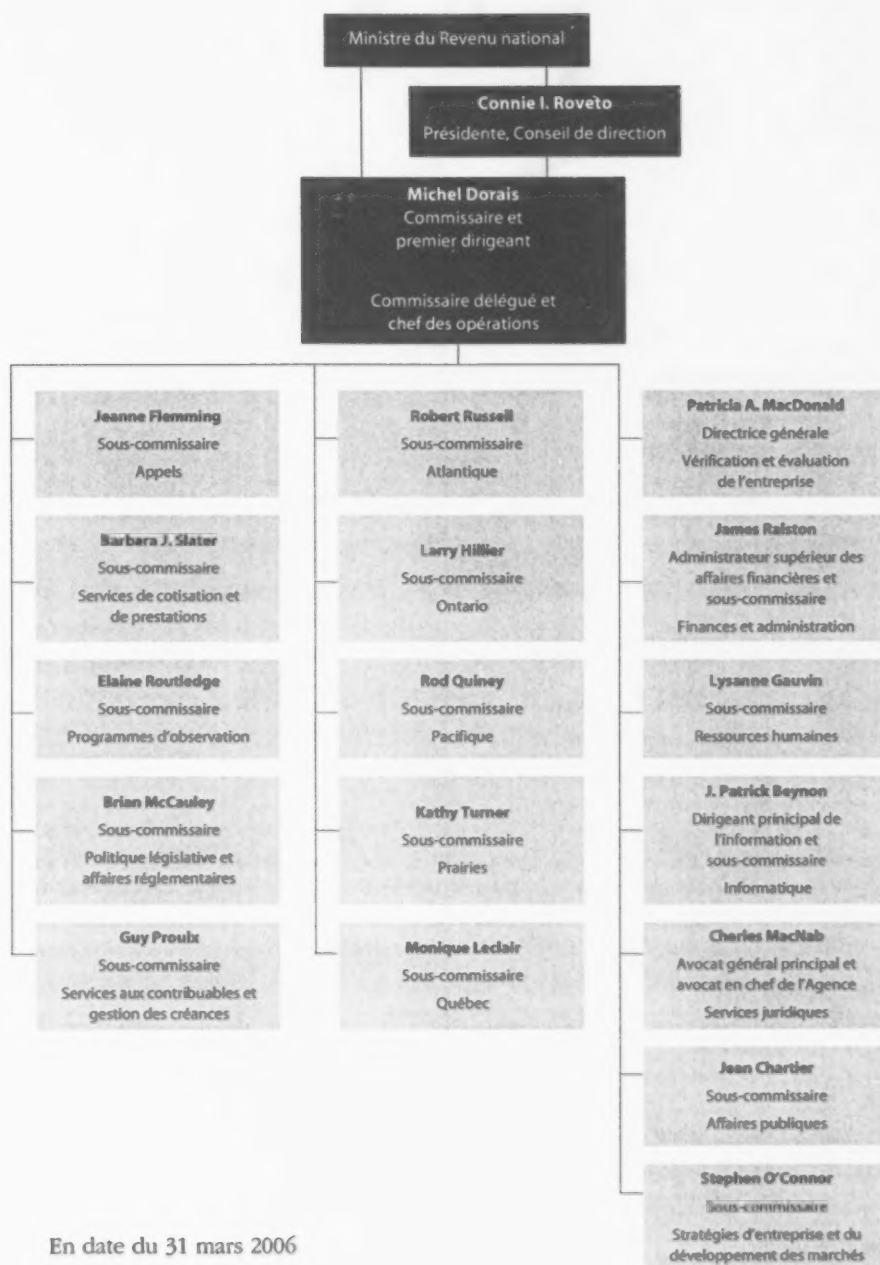 Ministre du Revenu national
Connie I. Roveto
Présidente, Conseil de direction
Michel Dorais
Commissaire et
premier dirigeant
Commissaire délégué et
chef des opérations
Jeanne Flemming
Sous-commissaire
Appels
Barbara J. Slater
Sous-commissaire
Services de cotisation et
de prestations
Elaine Routledge
Sous-commissaire
Programmes d'observation
Brian McCauley
Sous-commissaire
Politique législative et
affaires réglementaires
Guy Proulx
Sous-commissaire
Services aux contribuables et
gestion des créances
Robert Russell
Sous-commissaire
Atlantique
Larry Hillier
Sous-commissaire
Ontario
Rod Quiney
Sous-commissaire
Pacifique
Kathy Turner
Sous-commissaire
Prairies
Monique Leclair
Sous-commissaire
Québec
Patricia A. MacDonald
Directrice générale
Vérification et évaluation
de l'entreprise
James Ralston
Administrateur supérieur des
affaires financières et
sous-commissaire
Finances et administration
Lysanne Gauvin
Sous-commissaire
Ressources humaines
J. Patrick Beynon
Dirigeant prinicipal de
l'information et
sous-commissaire
Informatique
Charles MacNab
Avocat général principal et
avocat en chef de l'Agence
Services juridiques
Jean Chartier
Sous-commissaire
Affaires publiques
Stephen O'Connor
Sous-commissaire
Stratégies d'entreprise et du
développement des marchés
En date du 31 mars 2006